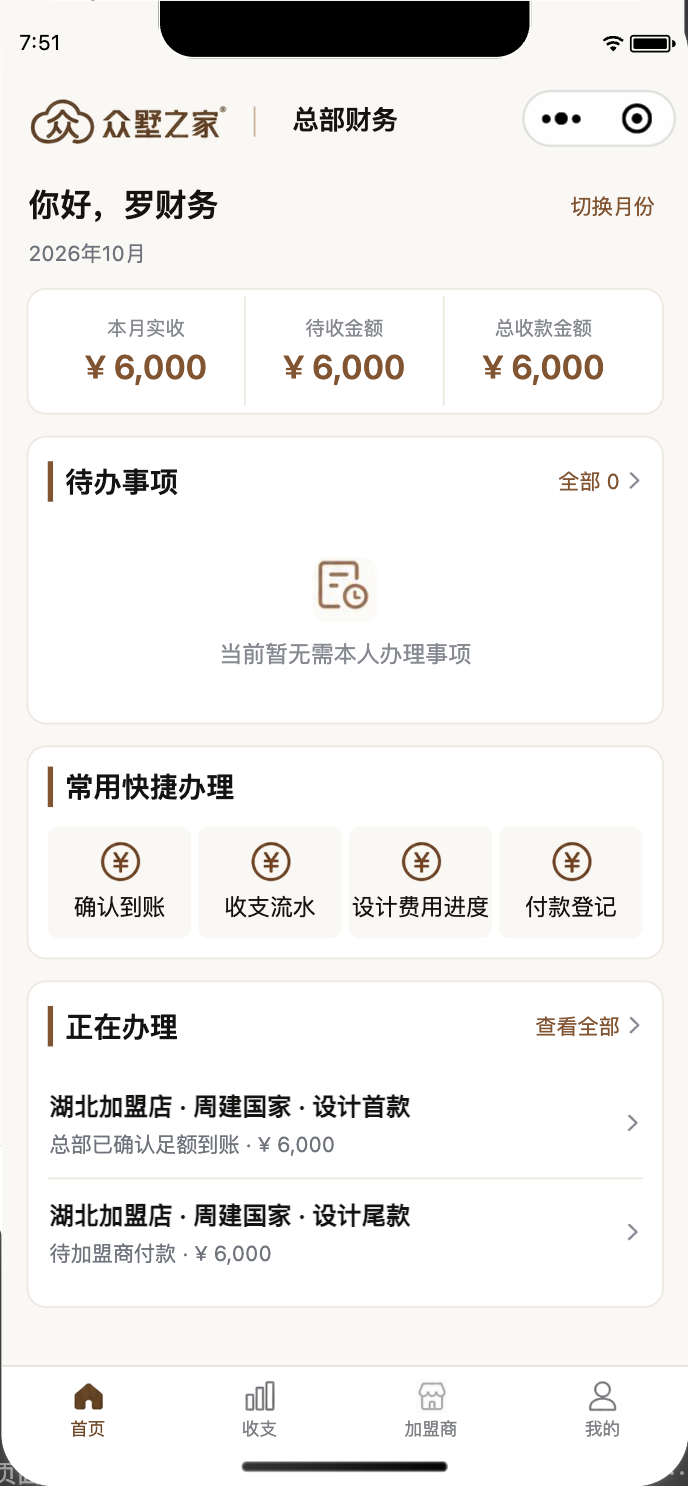 7:51
众墅之家® | 总部财务
你好，罗财务
切换月份
2026年10月
本月实收 待收金额 总收款金额
¥ 6,000 ¥ 6,000 ¥ 6,000
待办事项
全部 0
当前暂无需本人办理事项
常用快捷办理
确认到账 收支流水 设计费用进度 付款登记
正在办理
查看全部
湖北加盟店 · 周建国家 · 设计首款
总部已确认足额到账 · ¥ 6,000
湖北加盟店 · 周建国家 · 设计尾款
待加盟商付款 · ¥ 6,000
首页 收支 加盟商 我的